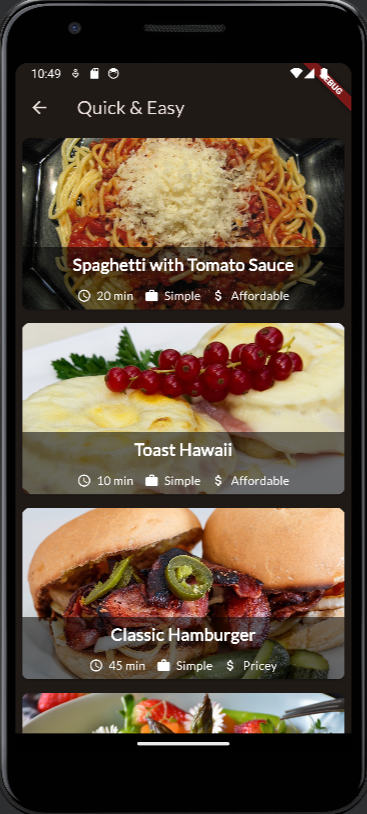 10:49
DEBUG
Quick & Easy
Spaghetti with Tomato Sauce
20 min Simple $ Affordable
Toast Hawaii
10 min Simple $ Affordable
Classic Hamburger
45 min Simple $ Pricey